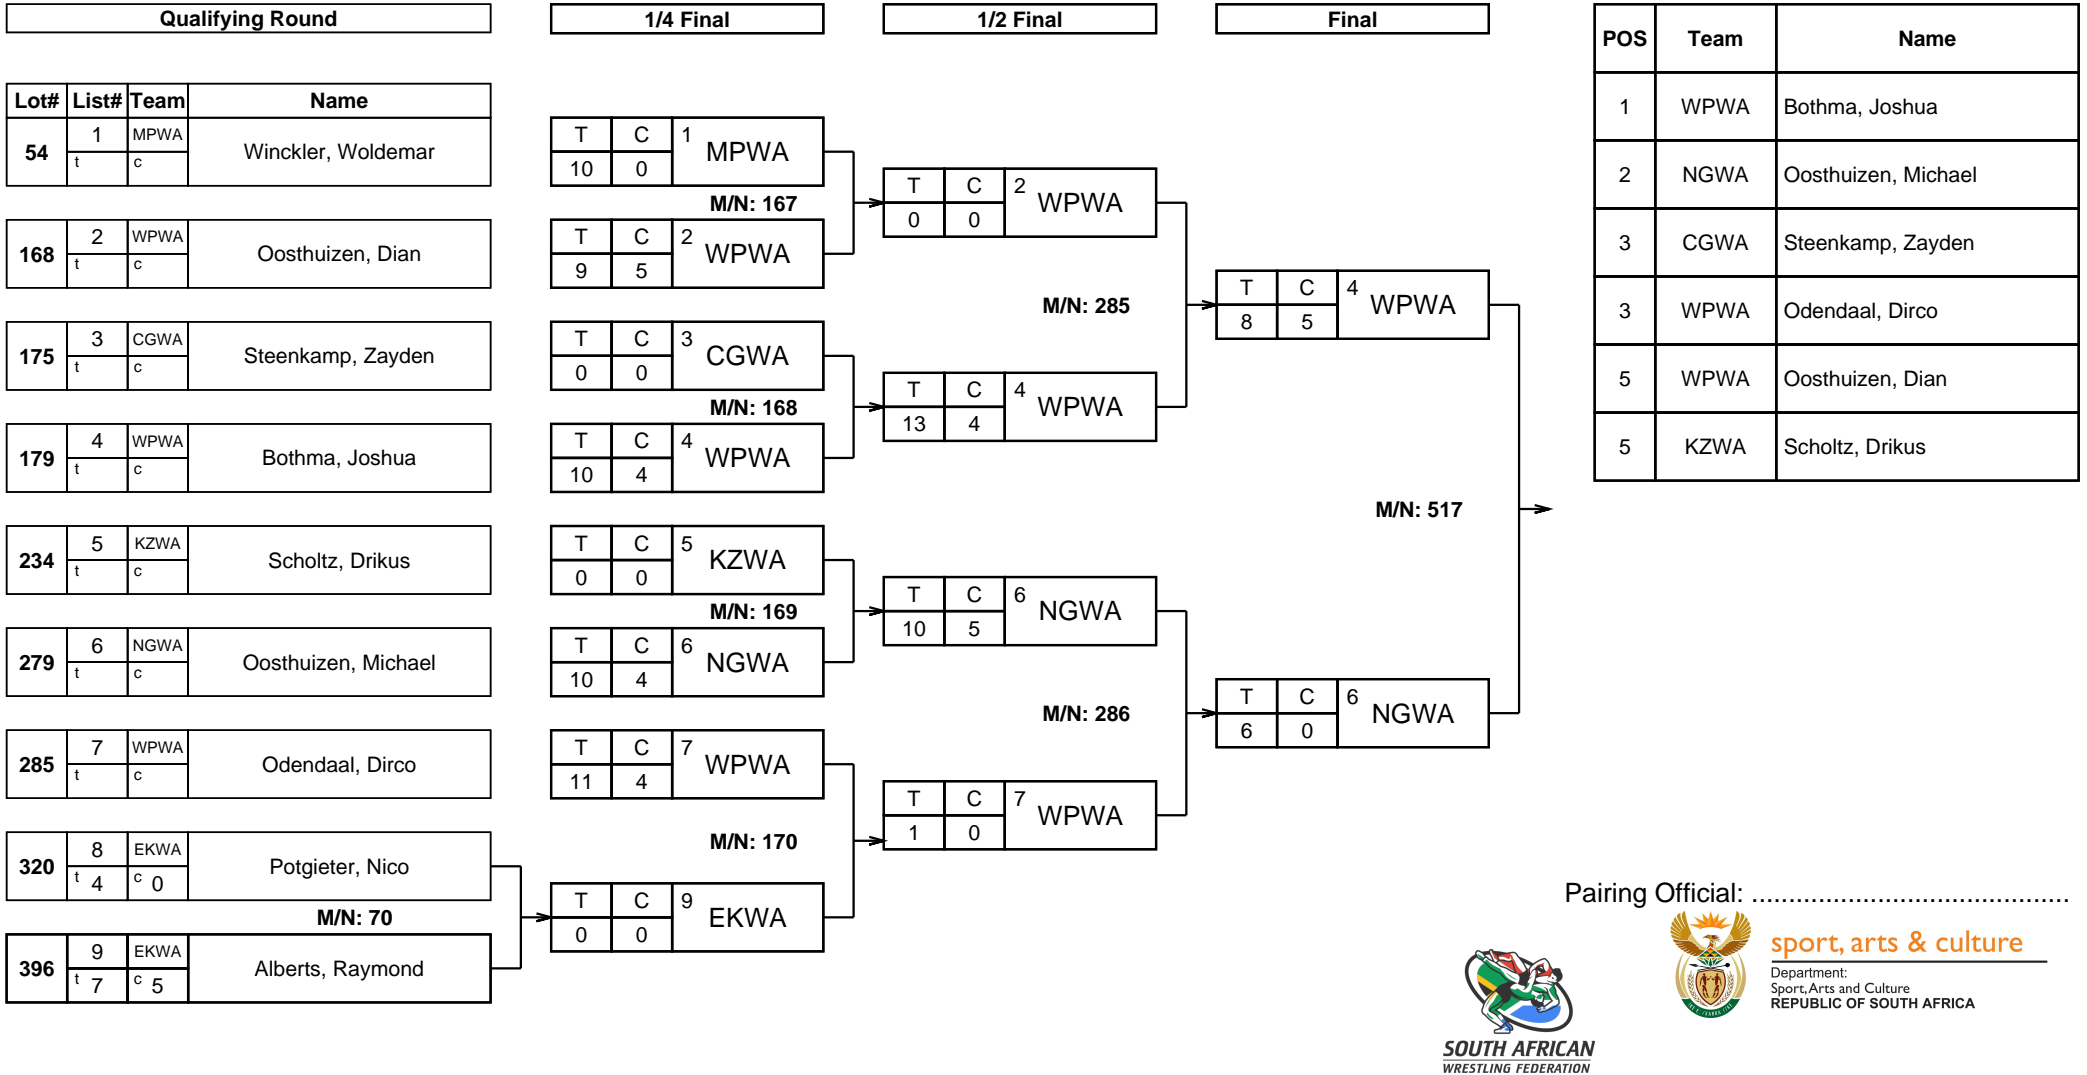 Qualifying Round
1/4 Final
1/2 Final
Final
Lot# List# Team Name
54 1 MPWA Winckler, Woldemar
t c
168 2 WPWA Oosthuizen, Dian
t c
175 3 CGWA Steenkamp, Zayden
t c
179 4 WPWA Bothma, Joshua
t c
234 5 KZWA Scholtz, Drikus
t c
279 6 NGWA Oosthuizen, Michael
t c
285 7 WPWA Odendaal, Dirco
t c
320 8 EKWA Potgieter, Nico
t 4 c 0
M/N: 70
396 9 EKWA Alberts, Raymond
t 7 c 5
T C 1 MPWA
10 0
M/N: 167
T C 2 WPWA
9 5
T C 3 CGWA
0 0
M/N: 168
T C 4 WPWA
10 4
T C 5 KZWA
0 0
M/N: 169
T C 6 NGWA
10 4
T C 7 WPWA
11 4
M/N: 170
T C 9 EKWA
0 0
T C 2 WPWA
0 0
M/N: 285
T C 4 WPWA
13 4
T C 6 NGWA
10 5
M/N: 286
T C 7 WPWA
1 0
T C 4 WPWA
8 5
M/N: 517
T C 6 NGWA
6 0
POS Team Name
1 WPWA Bothma, Joshua
2 NGWA Oosthuizen, Michael
3 CGWA Steenkamp, Zayden
3 WPWA Odendaal, Dirco
5 WPWA Oosthuizen, Dian
5 KZWA Scholtz, Drikus
Pairing Official: ...........................................
SOUTH AFRICAN
WRESTLING FEDERATION
sport, arts & culture
Department:
Sport, Arts and Culture
REPUBLIC OF SOUTH AFRICA